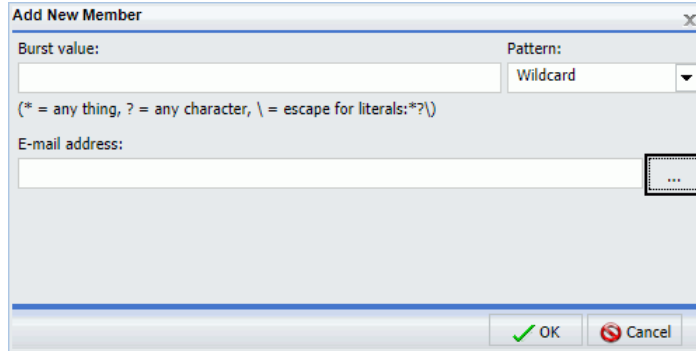 Add New Member
x
Burst value:
Pattern:
Wildcard
(* = any thing, ? = any character, \ = escape for literals:*?\)
E-mail address:
...
OK
Cancel